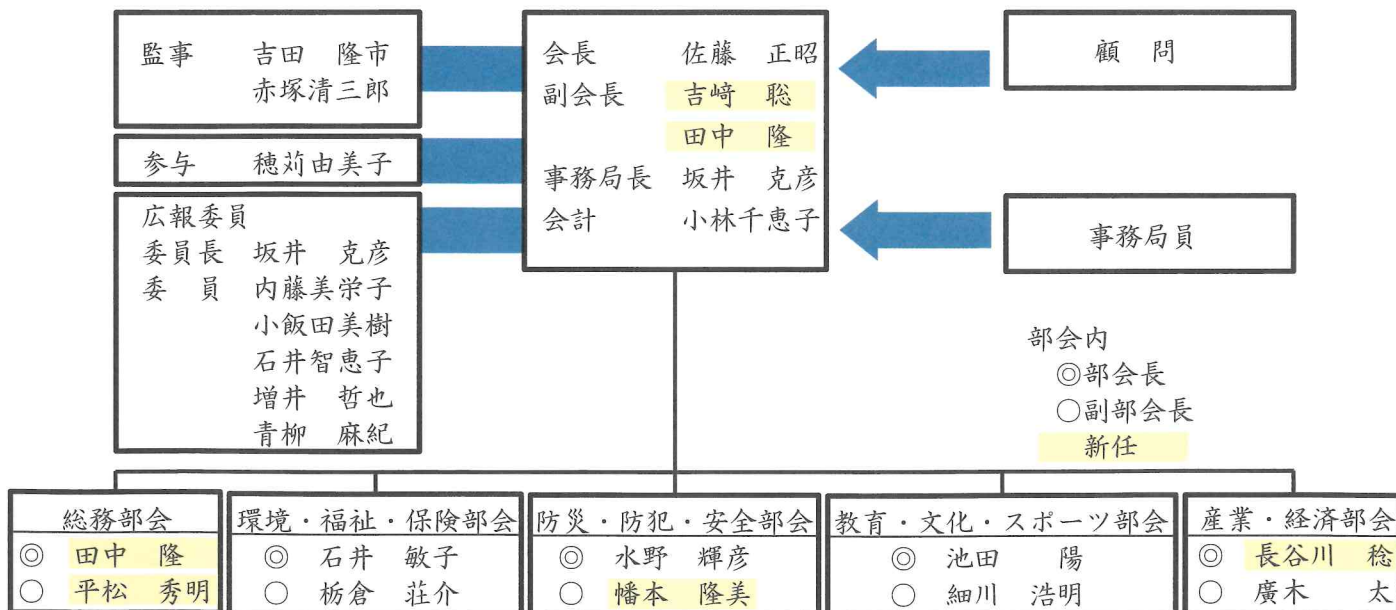 監事 吉田 隆市
赤塚清三郎
参与 穂苅由美子
広報委員
委員長 坂井 克彦
委 員 内藤美栄子
小飯田美樹
石井智恵子
増井 哲也
青柳 麻紀
会長 佐藤 正昭
副会長 吉﨑 聡
田中 隆
事務局長 坂井 克彦
会計 小林千恵子
顧 問
事務局員
部会内
◎部会長
○副部会長
新任
総務部会
◎ 田中 隆
○ 平松 秀明
環境・福祉・保険部会
◎ 石井 敏子
○ 栃倉 荘介
防災・防犯・安全部会
◎ 水野 輝彦
○ 幡本 隆美
教育・文化・スポーツ部会
◎ 池田 陽
○ 細川 浩明
産業・経済部会
◎ 長谷川 稔
○ 廣木 太